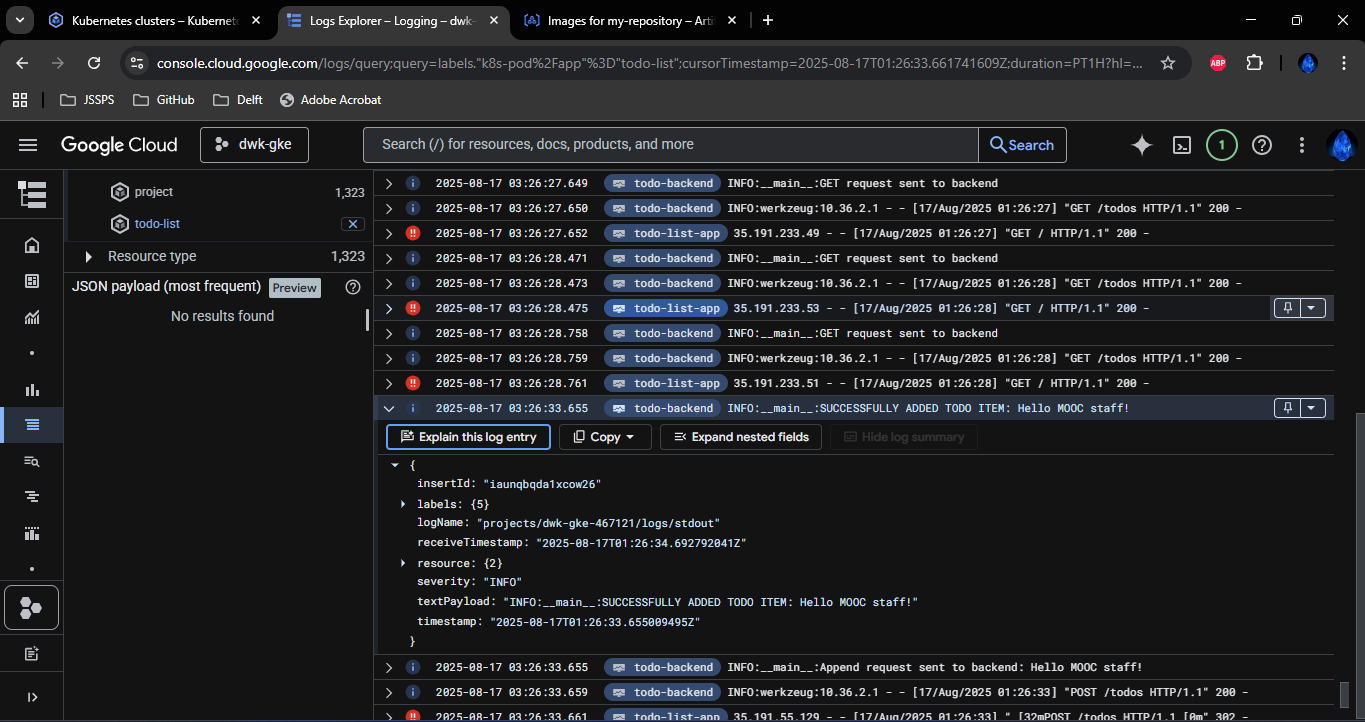 Kubernetes clusters – Kubernete
Logs Explorer – Logging – dwk-
Images for my-repository – Arti
console.cloud.google.com/logs/query;query=labels."k8s-pod%2Fapp"%3D"todo-list";cursorTimestamp=2025-08-17T01:26:33.661741609Z;duration=PT1H?hl=...
ABP
JSSPS
GitHub
Delft
Adobe Acrobat
Google Cloud
dwk-gke
Search (/) for resources, docs, products, and more
Search
1
project 1,323
todo-list
Resource type 1,323
JSON payload (most frequent) Preview
No results found
2025-08-17 03:26:27.649 todo-backend INFO:__main__:GET request sent to backend
2025-08-17 03:26:27.650 todo-backend INFO:werkzeug:10.36.2.1 - - [17/Aug/2025 01:26:27] "GET /todos HTTP/1.1" 200 -
2025-08-17 03:26:27.652 todo-list-app 35.191.233.49 - - [17/Aug/2025 01:26:27] "GET / HTTP/1.1" 200 -
2025-08-17 03:26:28.471 todo-backend INFO:__main__:GET request sent to backend
2025-08-17 03:26:28.473 todo-backend INFO:werkzeug:10.36.2.1 - - [17/Aug/2025 01:26:28] "GET /todos HTTP/1.1" 200 -
2025-08-17 03:26:28.475 todo-list-app 35.191.233.53 - - [17/Aug/2025 01:26:28] "GET / HTTP/1.1" 200 -
2025-08-17 03:26:28.758 todo-backend INFO:__main__:GET request sent to backend
2025-08-17 03:26:28.759 todo-backend INFO:werkzeug:10.36.2.1 - - [17/Aug/2025 01:26:28] "GET /todos HTTP/1.1" 200 -
2025-08-17 03:26:28.761 todo-list-app 35.191.233.51 - - [17/Aug/2025 01:26:28] "GET / HTTP/1.1" 200 -
2025-08-17 03:26:33.655 todo-backend INFO:__main__:SUCCESSFULLY ADDED TODO ITEM: Hello MOOC staff!
Explain this log entry
Copy
Expand nested fields
Hide log summary
{
insertId: "iaunqbqda1xcow26"
labels: {5}
logName: "projects/dwk-gke-467121/logs/stdout"
receiveTimestamp: "2025-08-17T01:26:34.692792041Z"
resource: {2}
severity: "INFO"
textPayload: "INFO:__main__:SUCCESSFULLY ADDED TODO ITEM: Hello MOOC staff!"
timestamp: "2025-08-17T01:26:33.655009495Z"
}
2025-08-17 03:26:33.655 todo-backend INFO:__main__:Append request sent to backend: Hello MOOC staff!
2025-08-17 03:26:33.659 todo-backend INFO:werkzeug:10.36.2.1 - - [17/Aug/2025 01:26:33] "POST /todos HTTP/1.1" 200 -
2025-08-17 03:26:33.661 todo-list-app 35.191.55.129 - - [17/Aug/2025 01:26:33] " [32mPOST /todos HTTP/1.1 [0m" 302 -